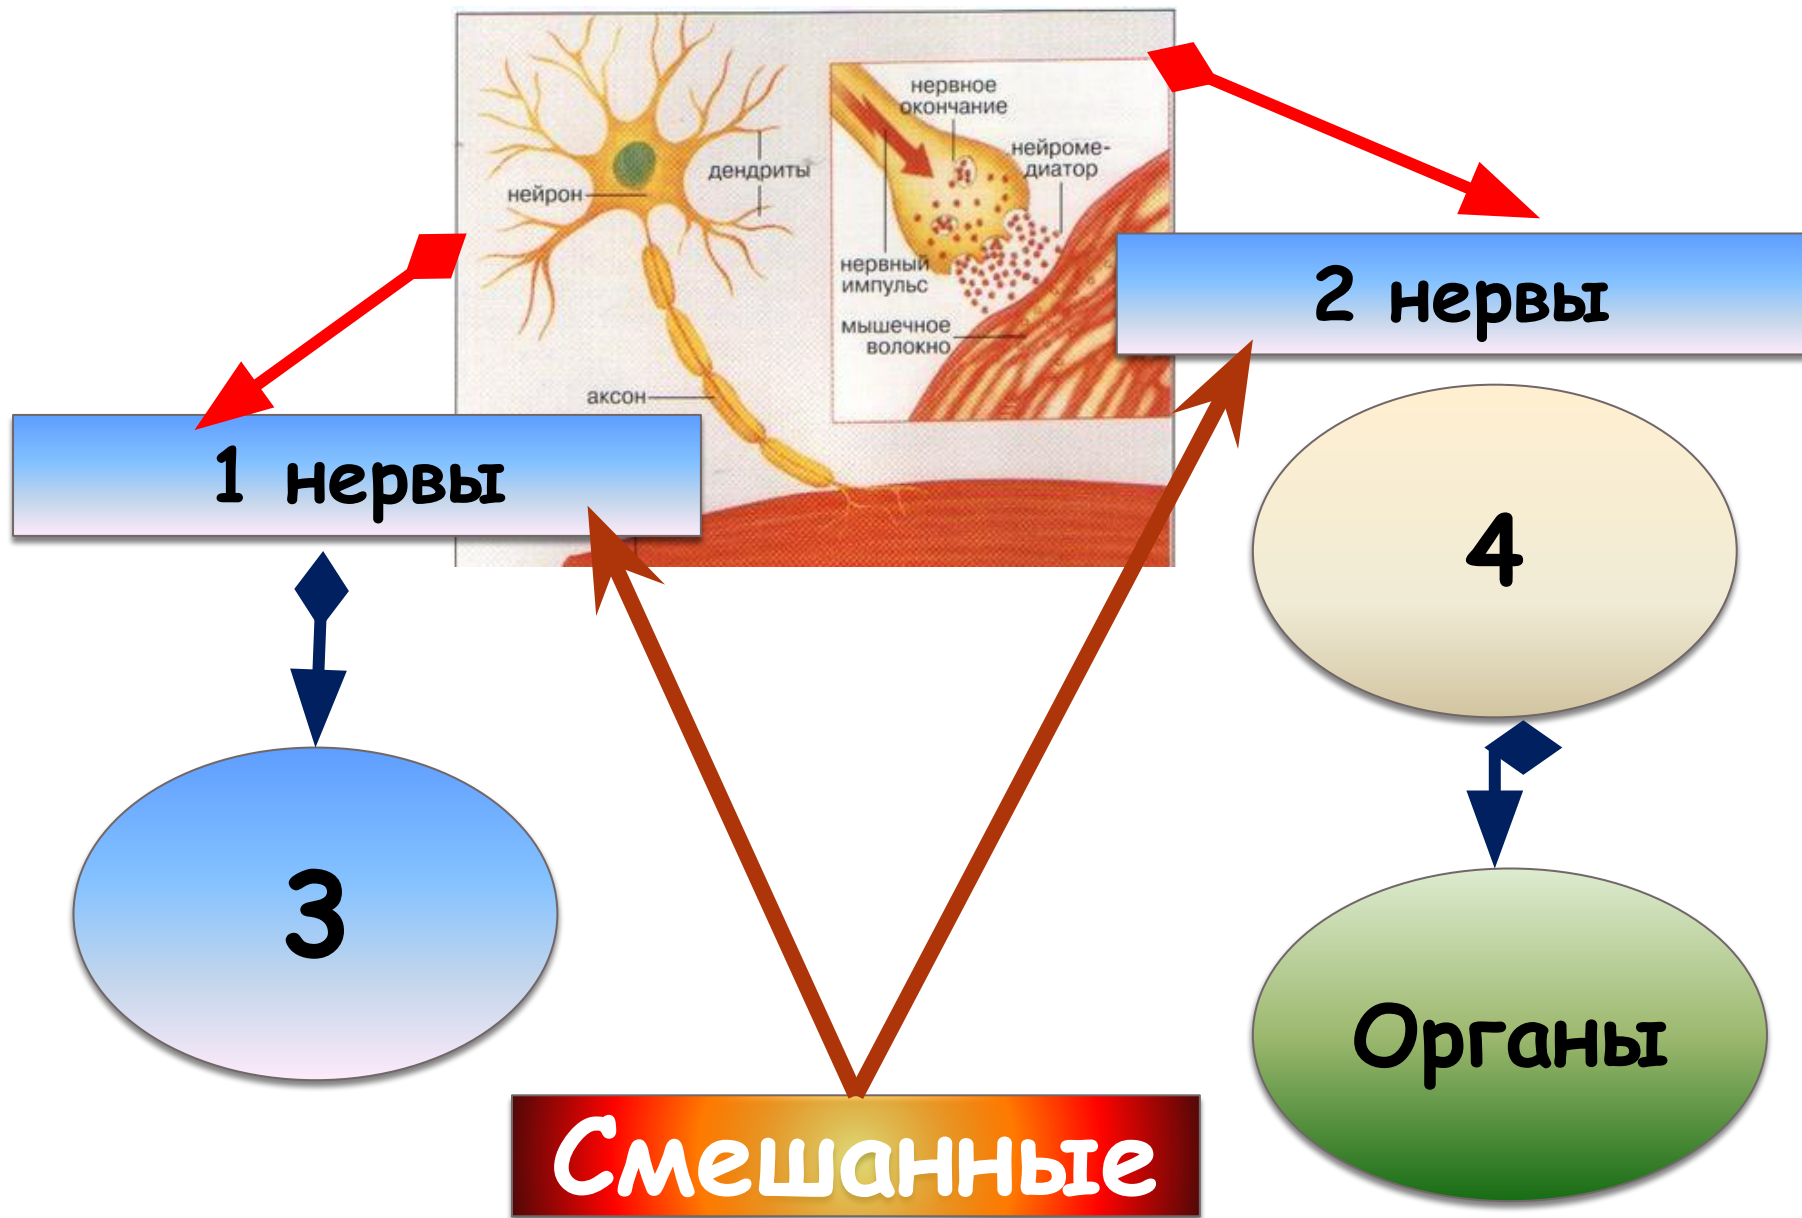 нервное
окончание
нейроме-
диатор
дендриты
нейрон
нервный
импульс
2 нервы
мышечное
волокно
аксон
1 нервы
4
3
Органы
Смешанные